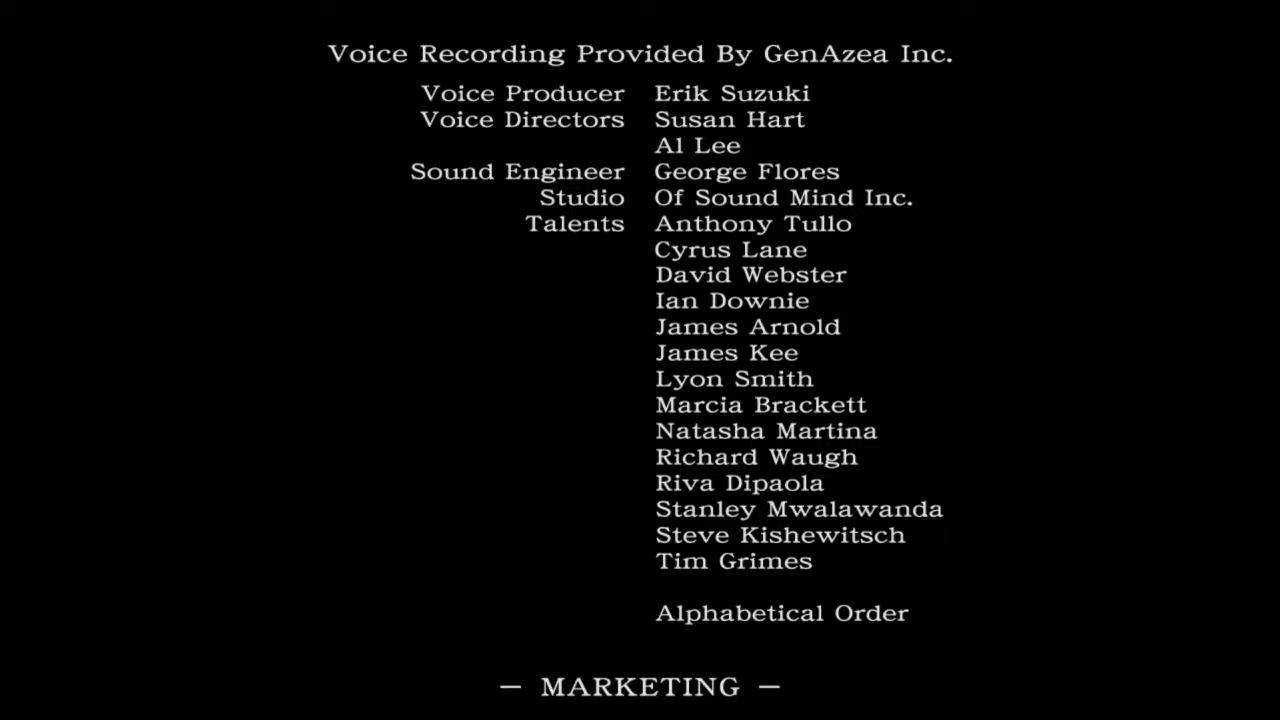 Voice Recording Provided By GenAzea Inc.
Voice Producer Erik Suzuki
Voice Directors Susan Hart
Al Lee
Sound Engineer George Flores
Studio Of Sound Mind Inc.
Talents Anthony Tullo
Cyrus Lane
David Webster
Ian Downie
James Arnold
James Kee
Lyon Smith
Marcia Brackett
Natasha Martina
Richard Waugh
Riva Dipaola
Stanley Mwalawanda
Steve Kishewitsch
Tim Grimes
Alphabetical Order
— MARKETING —